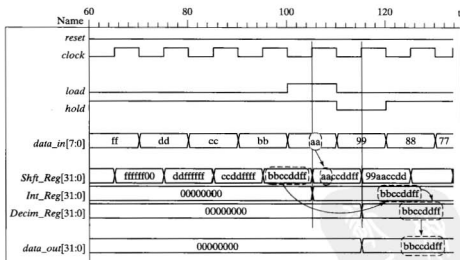 Name 60 80 100 120 t
reset
clock
load
hold
data_in[7:0] ff dd cc bb aa 99 88 77
Shft_Reg[31:0] ffffff00 ddffffff ccddffff bbccddff aaccddff 99aaccdd
Int_Reg[31:0] 00000000 bbccddff
Decim_Reg[31:0] 00000000 bbccddff
data_out[31:0] 00000000 bbccddff